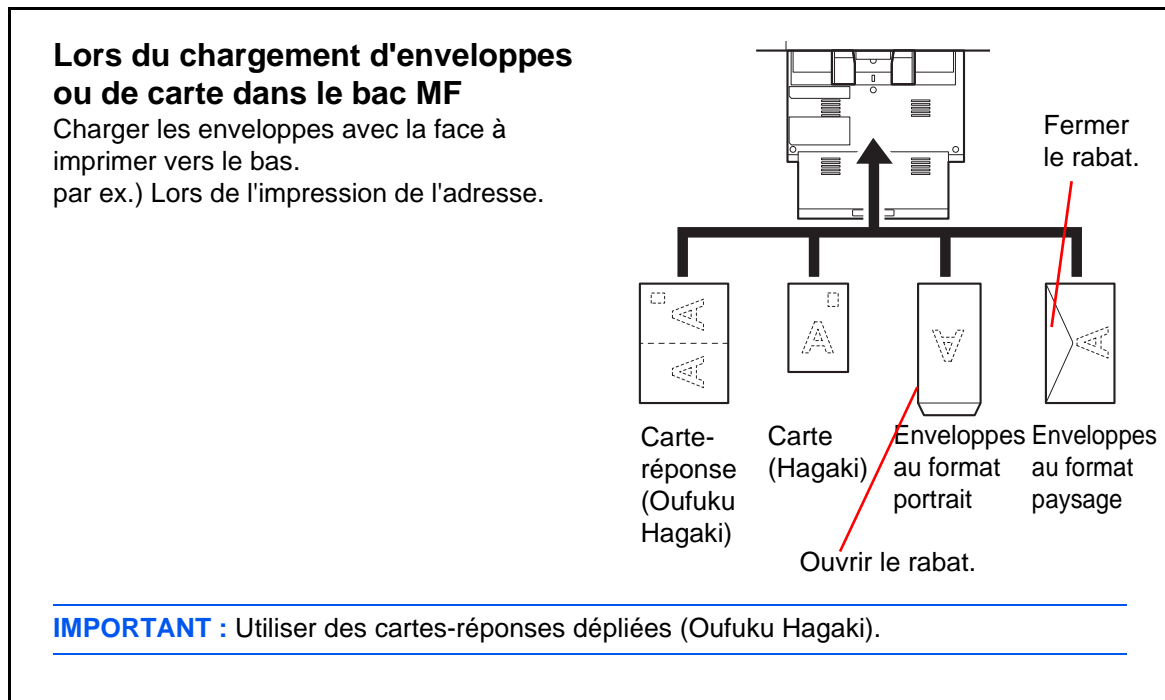 Lors du chargement d'enveloppes
ou de carte dans le bac MF
Charger les enveloppes avec la face à
imprimer vers le bas.
par ex.) Lors de l'impression de l'adresse.
Fermer
le rabat.
A
A
A
A
A
Carte-
réponse
(Oufuku
Hagaki)
Carte
(Hagaki)
Enveloppes
au format
portrait
Enveloppes
au format
paysage
Ouvrir le rabat.
IMPORTANT : Utiliser des cartes-réponses dépliées (Oufuku Hagaki).